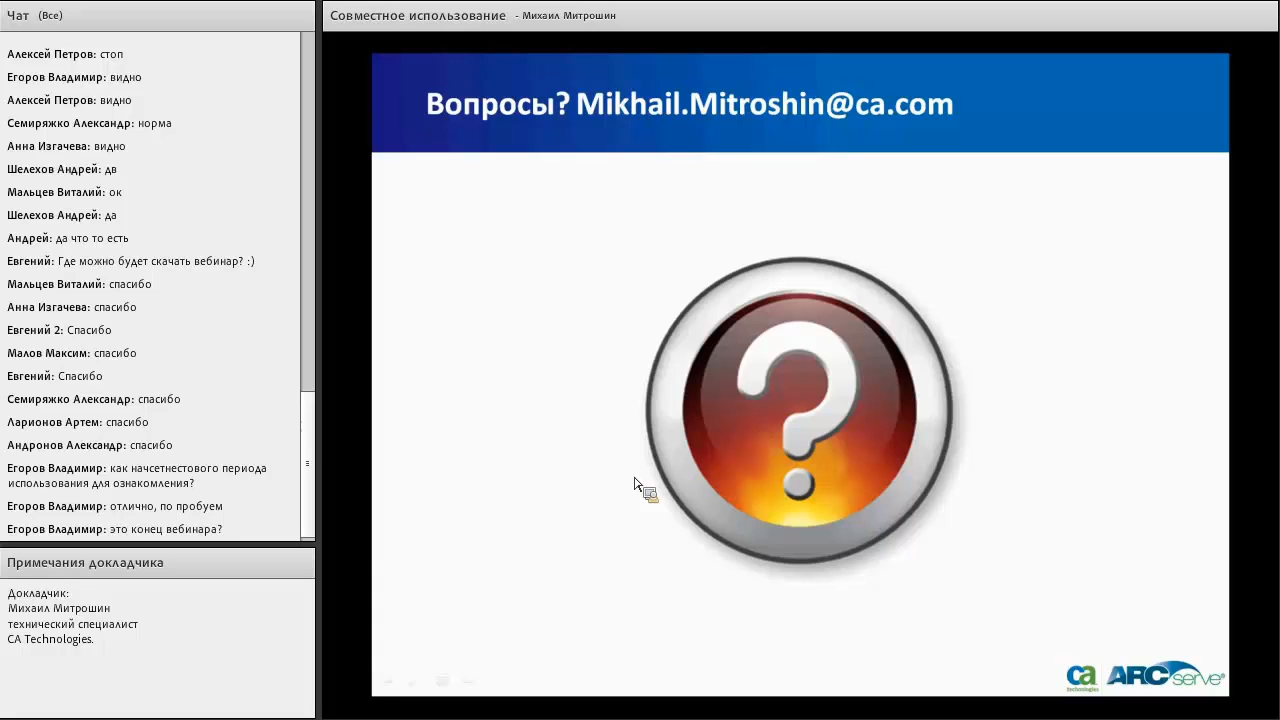 Чат (Все)
Алексей Петров: стоп
Егоров Владимир: видно
Алексей Петров: видно
Семиряжко Александр: норма
Анна Изгачева: видно
Шелехов Андрей: дв
Мальцев Виталий: ок
Шелехов Андрей: да
Андрей: да что то есть
Евгений: Где можно будет скачать вебинар? :)
Мальцев Виталий: спасибо
Анна Изгачева: спасибо
Евгений 2: Спасибо
Малов Максим: спасибо
Евгений: Спасибо
Семиряжко Александр: спасибо
Ларионов Артем: спасибо
Андронов Александр: спасибо
Егоров Владимир: как начсетнестового периода
использования для ознакомления?
Егоров Владимир: отлично, по пробуем
Егоров Владимир: это конец вебинара?
Примечания докладчика
Докладчик:
Михаил Митрошин
технический специалист
CA Technologies.
Совместное использование - Михаил Митрошин
Вопросы? Mikhail.Mitroshin@ca.com
?
ca
technologies
ARCserve®